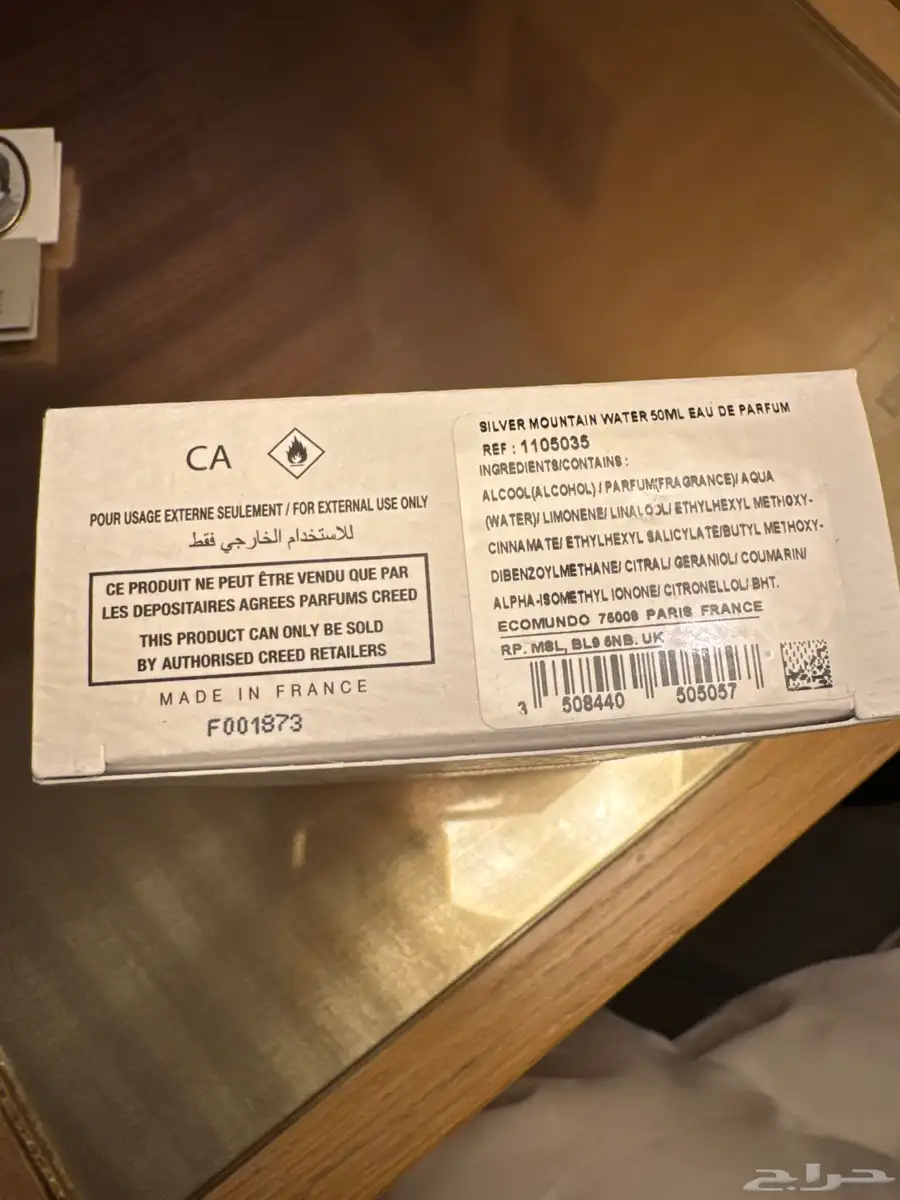 CA
POUR USAGE EXTERNE SEULEMENT / FOR EXTERNAL USE ONLY
للاستخدام الخارجي فقط
CE PRODUIT NE PEUT ÊTRE VENDU QUE PAR
LES DEPOSITAIRES AGREES PARFUMS CREED
THIS PRODUCT CAN ONLY BE SOLD
BY AUTHORISED CREED RETAILERS
MADE IN FRANCE
F001873
SILVER MOUNTAIN WATER 50ML EAU DE PARFUM
REF : 1105035
INGREDIENTS/CONTAINS :
ALCOOL(ALCOHOL) / PARFUM(FRAGRANCE)/ AQUA
(WATER)/ LIMONENE/ LINALOOL/ ETHYLHEXYL METHOXY-
CINNAMATE/ ETHYLHEXYL SALICYLATE/BUTYL METHOXY-
DIBENZOYLMETHANE/ CITRAL/ GERANIOL/ COUMARIN/
ALPHA-ISOMETHYL IONONE/ CITRONELLOL/ BHT.
ECOMUNDO 75008 PARIS FRANCE
RP. MSL, BL9 6NB. UK
3 508440 505057
حراج